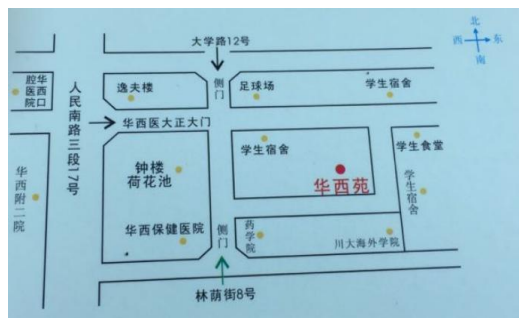 大学路12号
北
西 东
南
华西口腔医院
人民南路三段17号
逸夫楼
侧门
足球场
学生宿舍
华西医大正大门
学生宿舍
学生食堂
钟楼
荷花池
华西苑
学生宿舍
华西附二院
华西保健医院
侧门
药学院
川大海外学院
林荫街8号